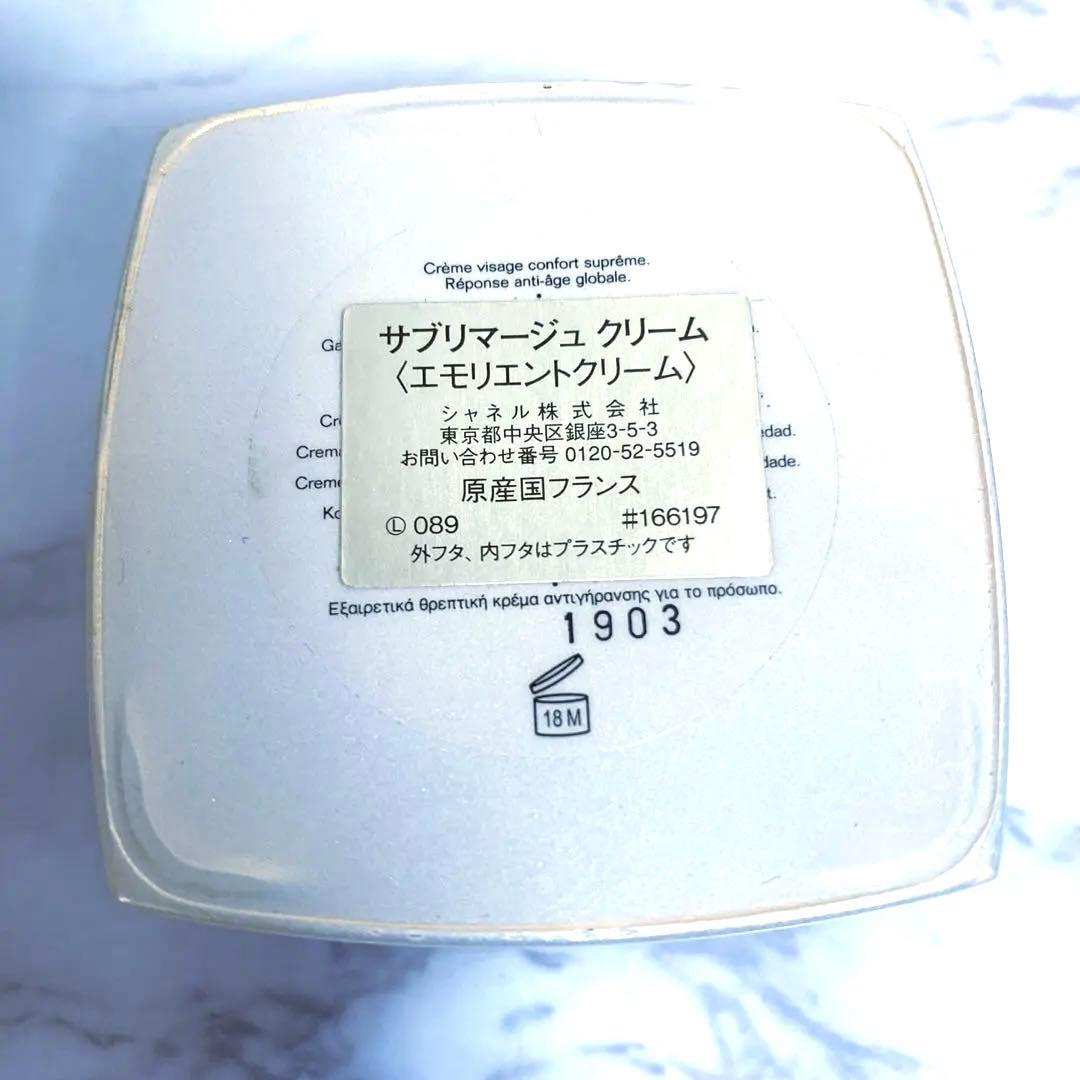 Crème visage confort suprême.
Réponse anti-âge globale.
サブリマージュ クリーム
〈エモリエントクリーム〉
シャネル株式会社
東京都中央区銀座3-5-3
お問い合わせ番号 0120-52-5519
原産国フランス
Ⓛ 089 #166197
外フタ、内フタはプラスチックです
Εξαιρετικά θρεπτική κρέμα αντιγήρανσης για το πρόσωπο.
1903
18 M